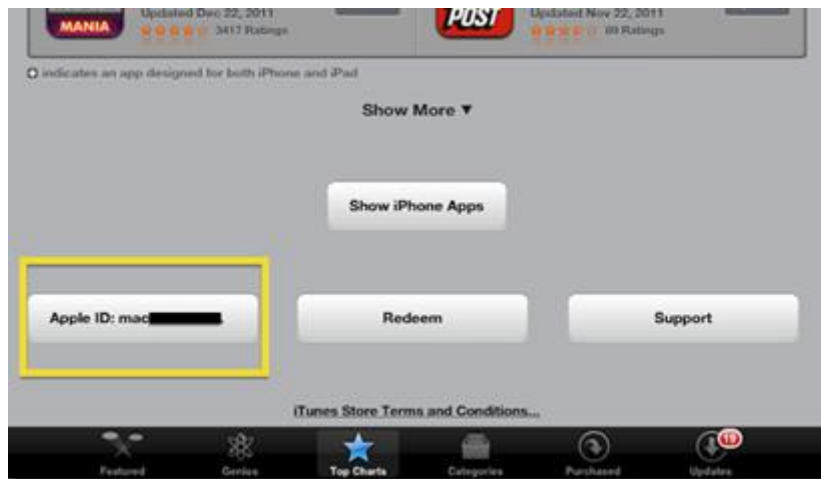 MANIA
Updated Dec 22, 2011
3417 Ratings
POST
Updated Nov 22, 2011
89 Ratings
indicates an app designed for both iPhone and iPad
Show More ▼
Show iPhone Apps
Apple ID: mac
Redeem
Support
iTunes Store Terms and Conditions...
19
Featured
Genius
Top Charts
Categories
Purchased
Updates